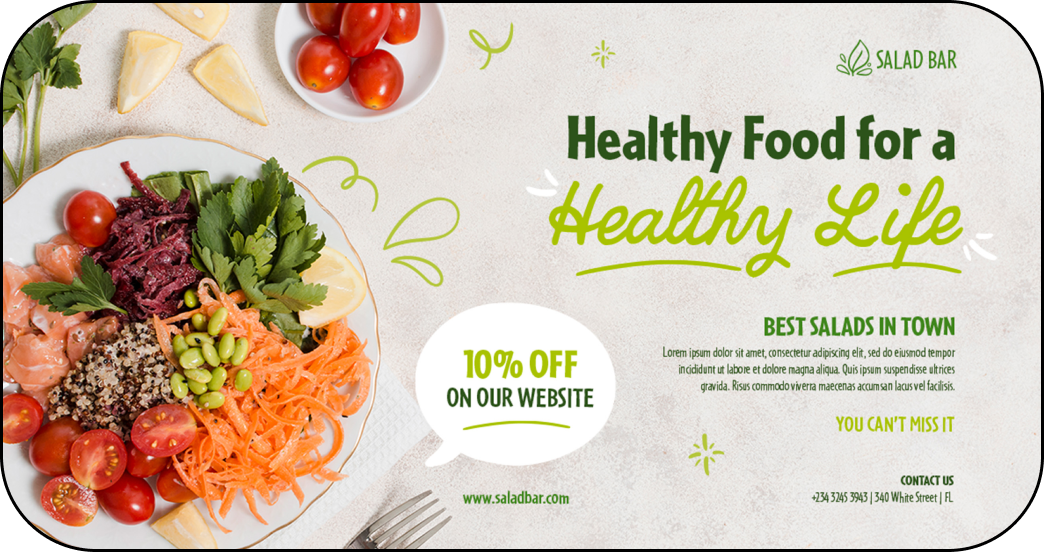 SALAD BAR
Healthy Food for a
Healthy Life
BEST SALADS IN TOWN
Lorem ipsum dolor sit amet, consectetur adipiscing elit, sed do eiusmod tempor
incididunt ut labore et dolore magna aliqua. Quis ipsum suspendisse ultrices
gravida. Risus commodo viverra maecenas accumsan lacus vel facilisis.
10% OFF
ON OUR WEBSITE
YOU CAN'T MISS IT
www.saladbar.com
CONTACT US
+234 3245 3943 | 340 White Street | FL